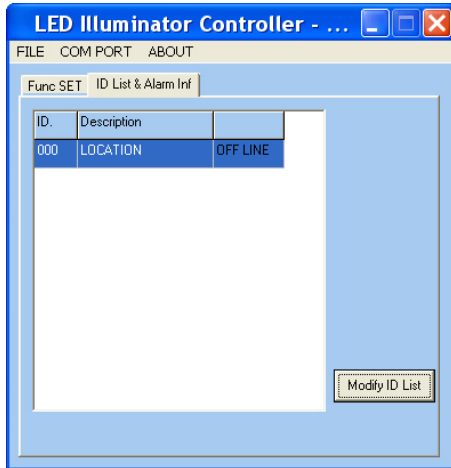 LED Illuminator Controller - ...
FILE COM PORT ABOUT
Func SET ID List & Alarm Inf
ID. Description
000 LOCATION OFF LINE
Modify ID List